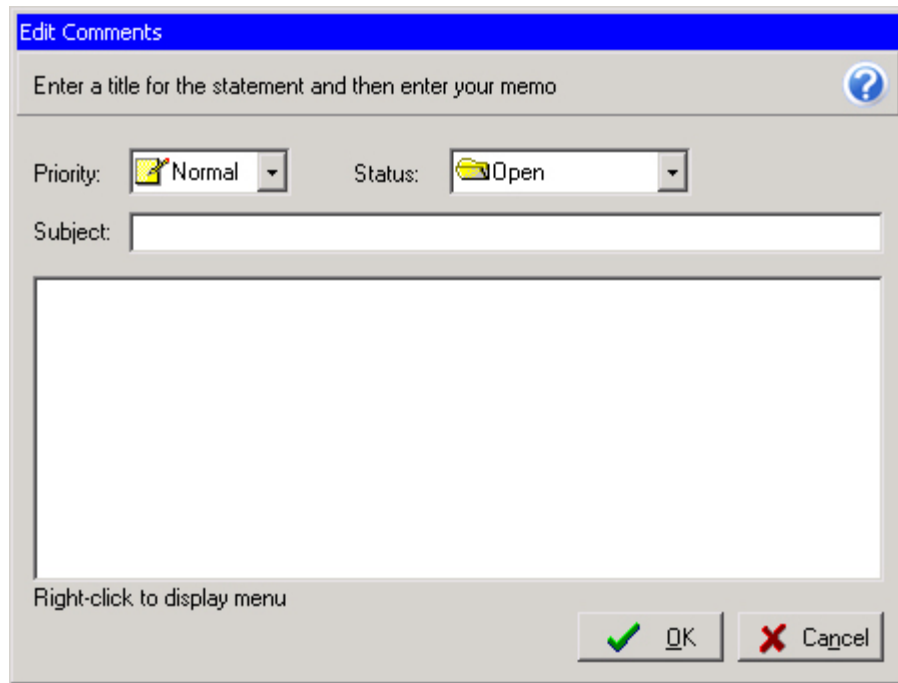 Edit Comments
Enter a title for the statement and then enter your memo
Priority: Normal Status: Open
Subject:
Right-click to display menu
OK Cancel